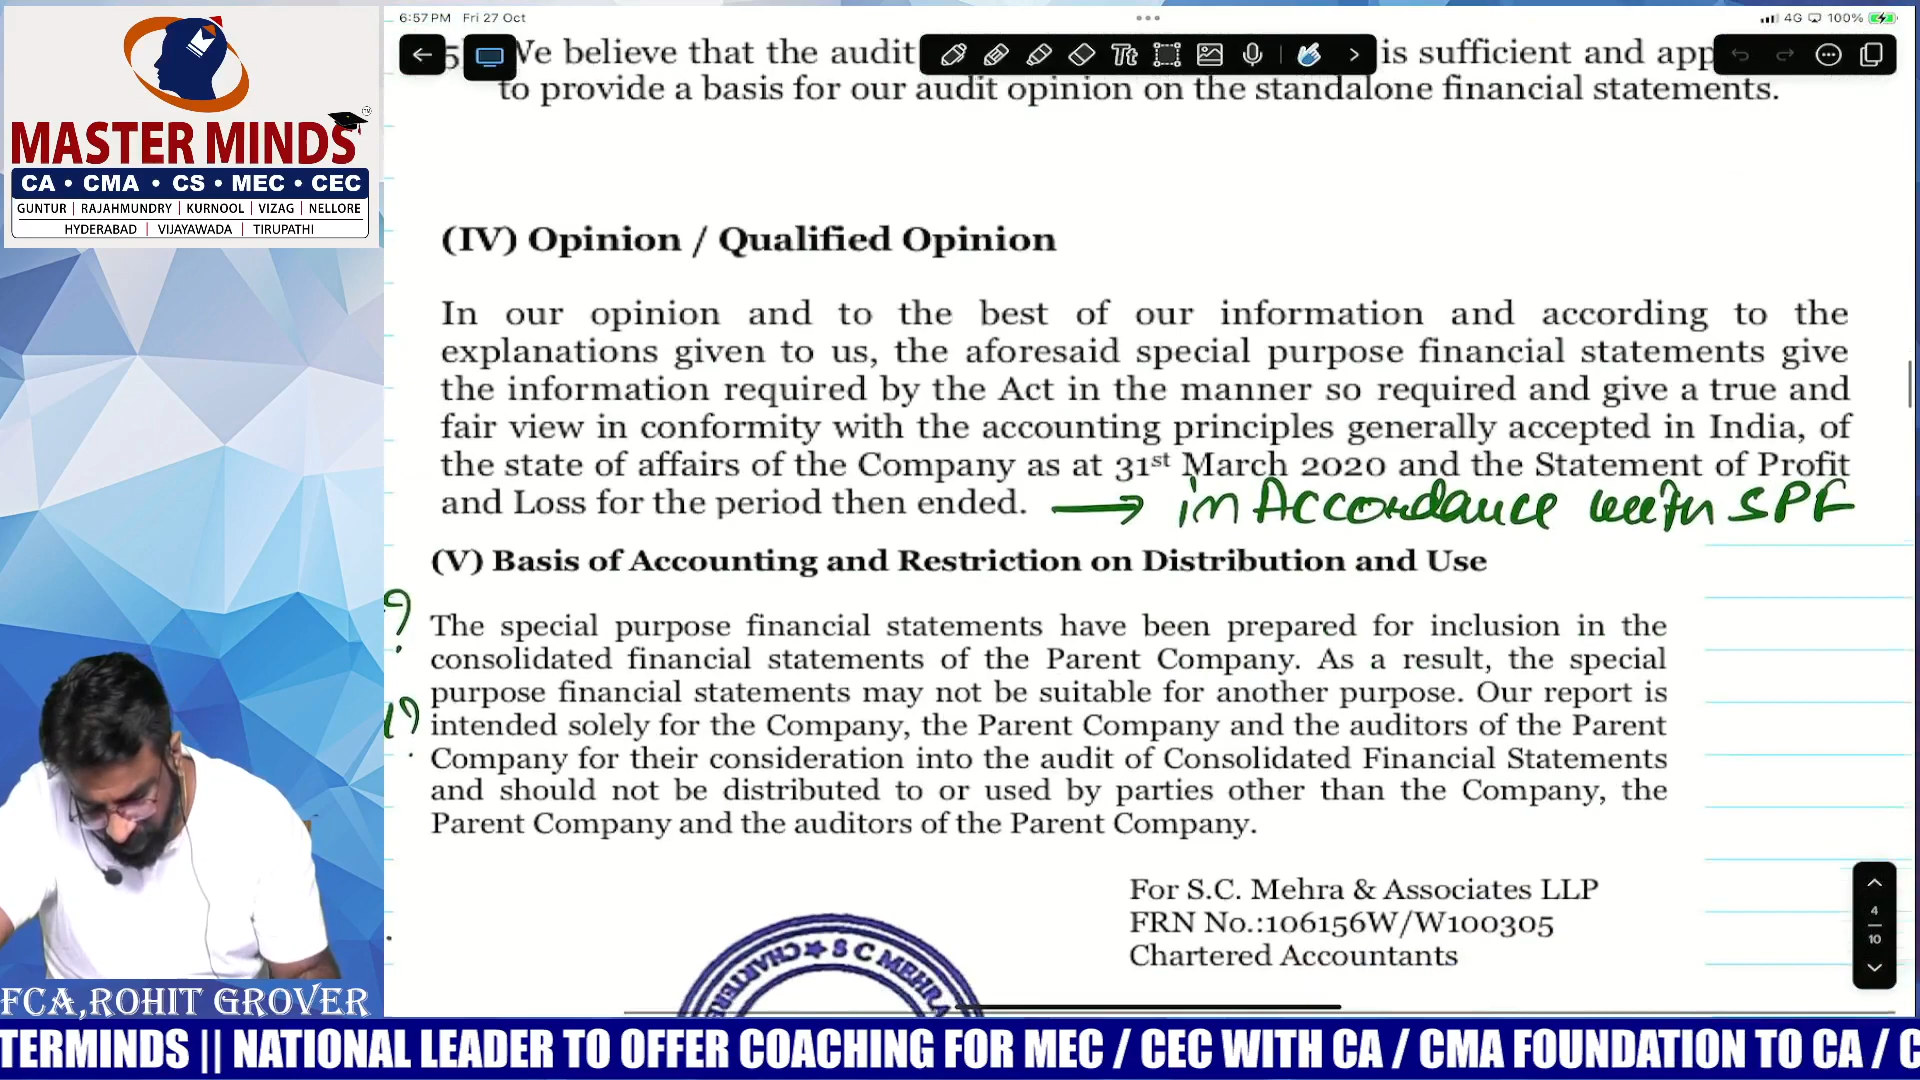 6:57 PM Fri 27 Oct
4G 100%
MASTER MINDS
CA • CMA • CS • MEC • CEC
GUNTUR | RAJAHMUNDRY | KURNOOL | VIZAG | NELLORE
HYDERABAD | VIJAYAWADA | TIRUPATHI
5 We believe that the audit Tt is sufficient and app
to provide a basis for our audit opinion on the standalone financial statements.
(IV) Opinion / Qualified Opinion
In our opinion and to the best of our information and according to the
explanations given to us, the aforesaid special purpose financial statements give
the information required by the Act in the manner so required and give a true and
fair view in conformity with the accounting principles generally accepted in India, of
the state of affairs of the Company as at 31st March 2020 and the Statement of Profit
and Loss for the period then ended. → in Accordance with SPF
(V) Basis of Accounting and Restriction on Distribution and Use
The special purpose financial statements have been prepared for inclusion in the
consolidated financial statements of the Parent Company. As a result, the special
purpose financial statements may not be suitable for another purpose. Our report is
intended solely for the Company, the Parent Company and the auditors of the Parent
Company for their consideration into the audit of Consolidated Financial Statements
and should not be distributed to or used by parties other than the Company, the
Parent Company and the auditors of the Parent Company.
For S.C. Mehra & Associates LLP
FRN No.:106156W/W100305
Chartered Accountants
S C MEHRA
4
10
FCA,ROHIT GROVER
TERMINDS || NATIONAL LEADER TO OFFER COACHING FOR MEC / CEC WITH CA / CMA FOUNDATION TO CA / C